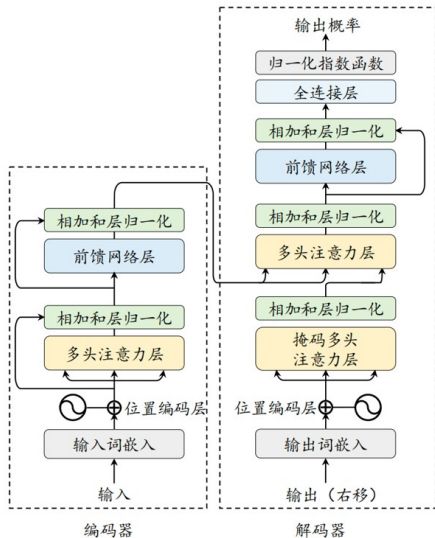 输出概率
归一化指数函数
全连接层
相加和层归一化
前馈网络层
相加和层归一化
多头注意力层
相加和层归一化
掩码多头
注意力层
位置编码层
输出词嵌入
输出（右移）
解码器
相加和层归一化
前馈网络层
相加和层归一化
多头注意力层
位置编码层
输入词嵌入
输入
编码器